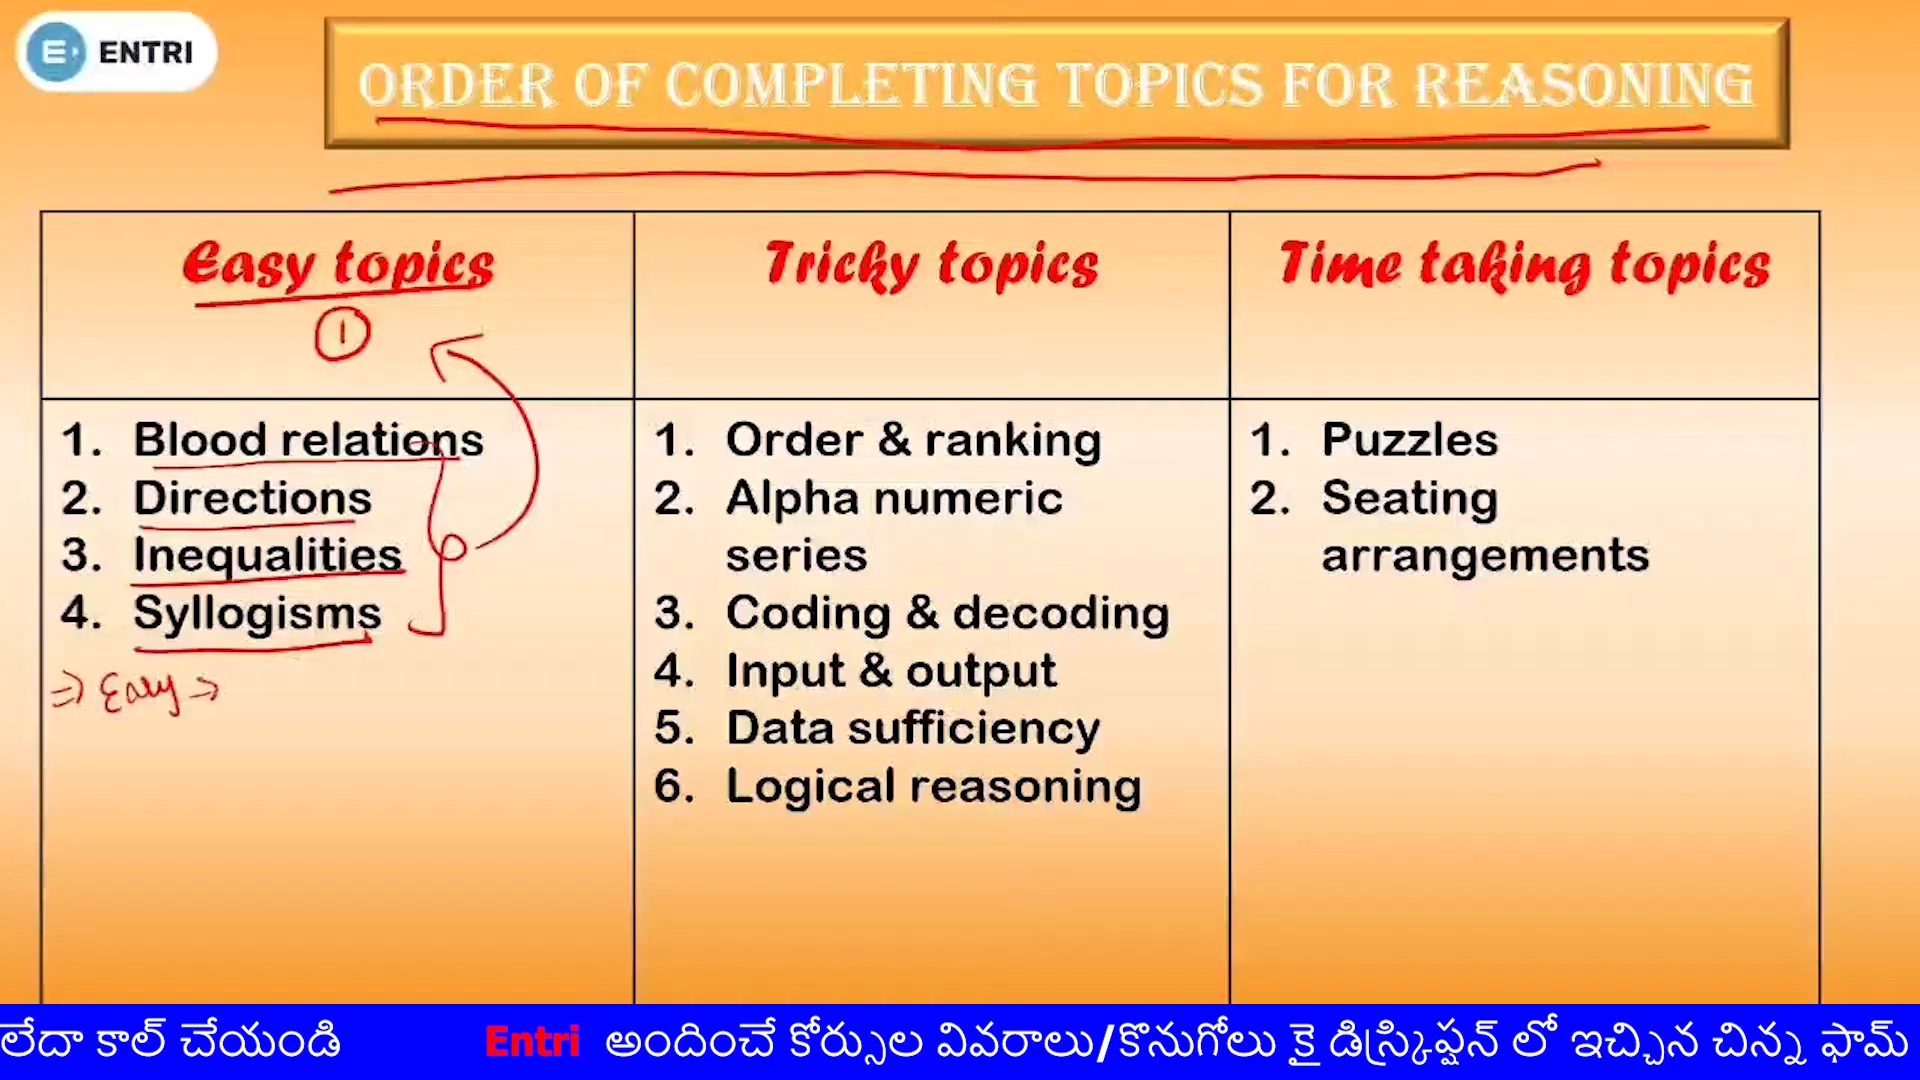 ENTRI
ORDER OF COMPLETING TOPICS FOR REASONING
Easy topics
1
1. Blood relations
2. Directions
3. Inequalities
4. Syllogisms
⇒ Easy →
Tricky topics
1. Order & ranking
2. Alpha numeric
series
3. Coding & decoding
4. Input & output
5. Data sufficiency
6. Logical reasoning
Time taking topics
1. Puzzles
2. Seating
arrangements
లేదా కాల్ చేయండి Entri అందించే కోర్సుల వివరాలు/కొనుగోలు కై డిస్క్రిప్షన్ లో ఇచ్చిన చిన్న ఫామ్